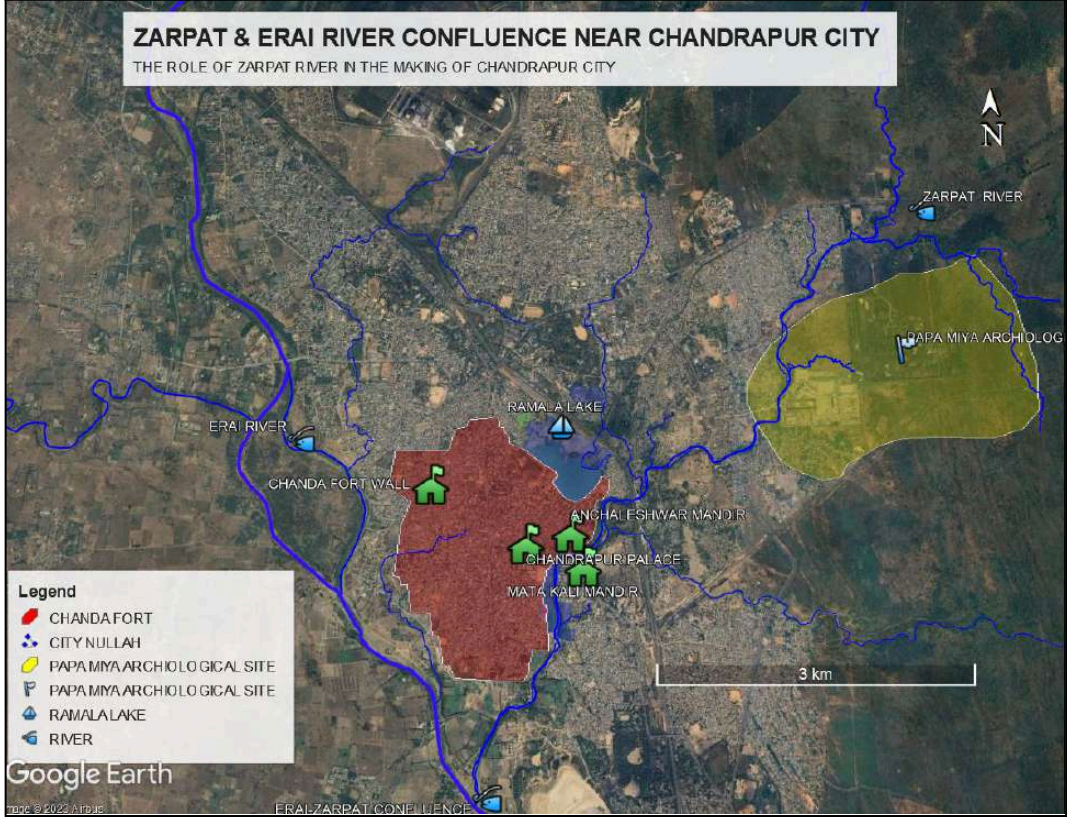 ZARPAT & ERAI RIVER CONFLUENCE NEAR CHANDRAPUR CITY
THE ROLE OF ZARPAT RIVER IN THE MAKING OF CHANDRAPUR CITY
N
ZARPAT RIVER
PAPA MIYA ARCHIOLOG
RAMALA LAKE
ERAI RIVER
CHANDA FORT WALL
ANCHALESHWAR MANDIR
CHANDRAPUR PALACE
MATA KALI MANDIR
Legend
CHANDA FORT
CITY NULLAH
PAPA MIYA ARCHIOLOGICAL SITE
PAPA MIYA ARCHIOLOGICAL SITE
RAMALA LAKE
RIVER
3 km
Google Earth
ERAI-ZARPAT CONFLUENCE